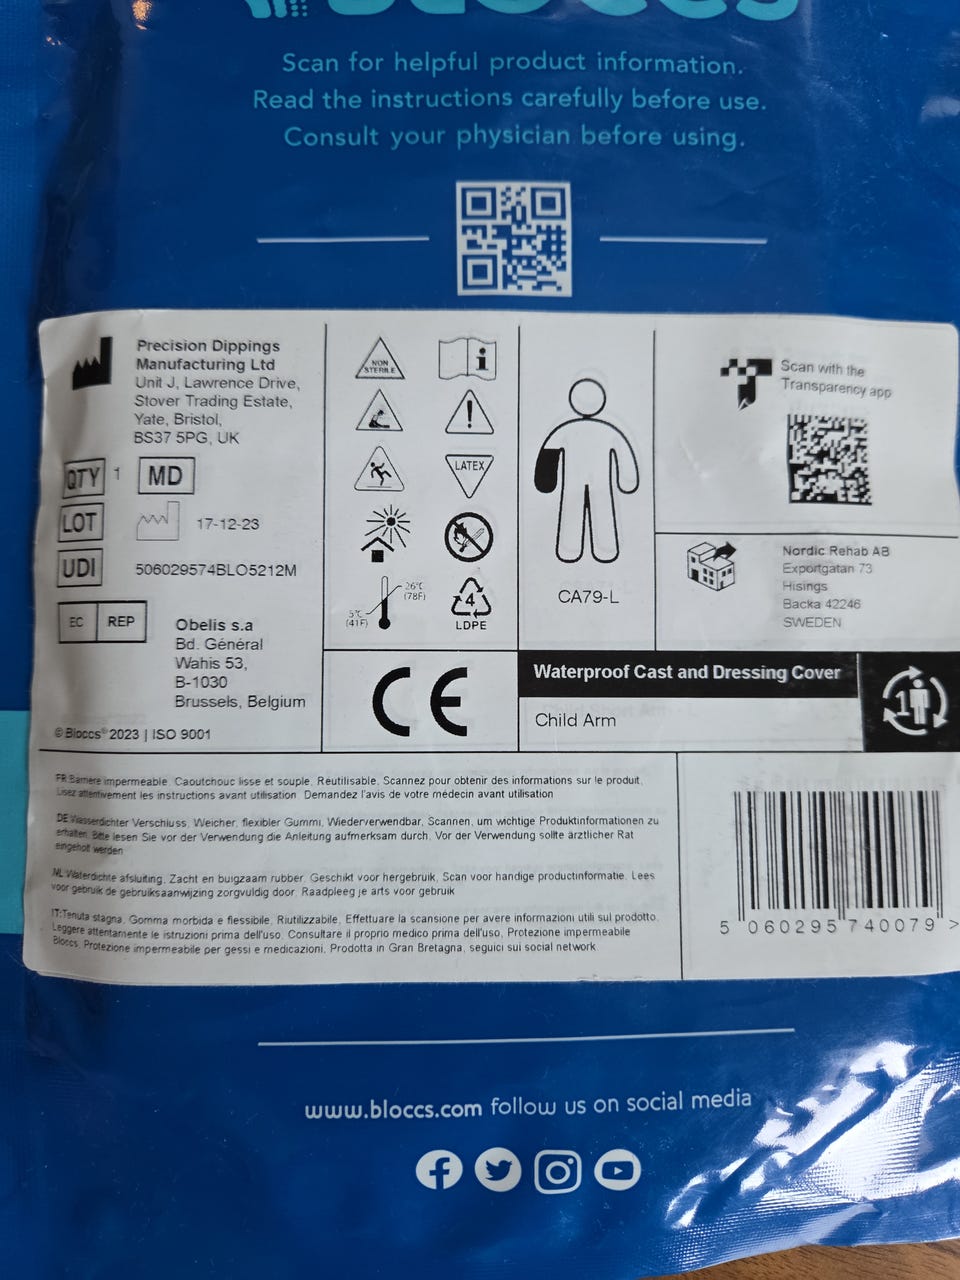 Bloccs
Scan for helpful product information.
Read the instructions carefully before use.
Consult your physician before using.
Precision Dippings
Manufacturing Ltd
Unit J, Lawrence Drive,
Stover Trading Estate,
Yate, Bristol,
BS37 5PG, UK
QTY 1 MD
LOT 17-12-23
UDI 506029574BLO5212M
EC REP
Obelis s.a
Bd. Général
Wahis 53,
B-1030
Brussels, Belgium
© Bloccs® 2023 | ISO 9001
NON
STERILE
LATEX
26°C
(78F)
5°C
(41F)
4
LDPE
CE
CA79-L
Scan with the
Transparency app
Nordic Rehab AB
Exportgatan 73
Hisings
Backa 42246
SWEDEN
Waterproof Cast and Dressing Cover
Child Arm
1
FR Barriere imperméable. Caoutchouc lisse et souple. Reutilisable. Scannez pour obtenir des informations sur le produit.
Lisez attentivement les instructions avant utilisation. Demandez l'avis de votre médecin avant utilisation
DE Wasserdichter Verschluss. Weicher, flexibler Gummi. Wiederverwendbar. Scannen, um wichtige Produktinformationen zu
erhalten. Bitte lesen Sie vor der Verwendung die Anleitung aufmerksam durch. Vor der Verwendung sollte ärztlicher Rat
eingeholt werden
NL Waterdichte afsluiting. Zacht en buigzaam rubber. Geschikt voor hergebruik. Scan voor handige productinformatie. Lees
voor gebruik de gebruiksaanwijzing zorgvuldig door. Raadpleeg je arts voor gebruik
IT:Tenuta stagna. Gomma morbida e flessibile. Riutilizzabile. Effettuare la scansione per avere informazioni utili sul prodotto.
Leggere attentamente le istruzioni prima dell'uso. Consultare il proprio medico prima dell'uso. Protezione impermeabile
Bloccs. Protezione impermeabile per gessi e medicazioni. Prodotta in Gran Bretagna, seguici sui social network.
5 060295 740079 >
www.bloccs.com follow us on social media